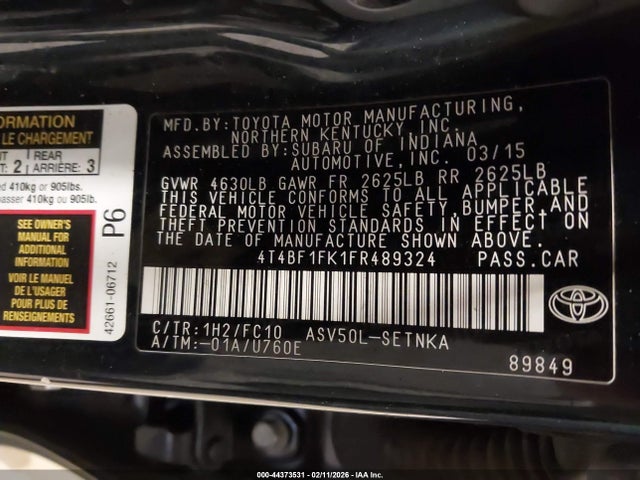 ORMATION
LE CHARGEMENT
NT
: 2
REAR
ARRIÈRE: 3
ed 410kg or 905lbs.
passer 410kg ou 905lb.
SEE OWNER'S
MANUAL FOR
ADDITIONAL
INFORMATION
VOIR LE MANUEL
DE L'USAGER
POUR PLUS DE
RENSEIGNEMENTS
P6
42661-06712
MFD.BY:TOYOTA MOTOR MANUFACTURING,
NORTHERN KENTUCKY INC.
ASSEMBLED BY:SUBARU OF INDIANA
AUTOMOTIVE,INC. 03/15
GVWR 4630LB GAWR FR 2625LB RR 2625LB
THIS VEHICLE CONFORMS TO ALL APPLICABLE
FEDERAL MOTOR VEHICLE SAFETY,BUMPER,AND
THEFT PREVENTION STANDARDS IN EFFECT ON
THE DATE OF MANUFACTURE SHOWN ABOVE.
4T4BF1FK1FR489324 PASS.CAR
C/TR:1H2/FC10 ASV50L-SETNKA
A/TM:-01A/U760E
89849
TOYOTA
000-44373531 - 02/11/2026 - IAA Inc.